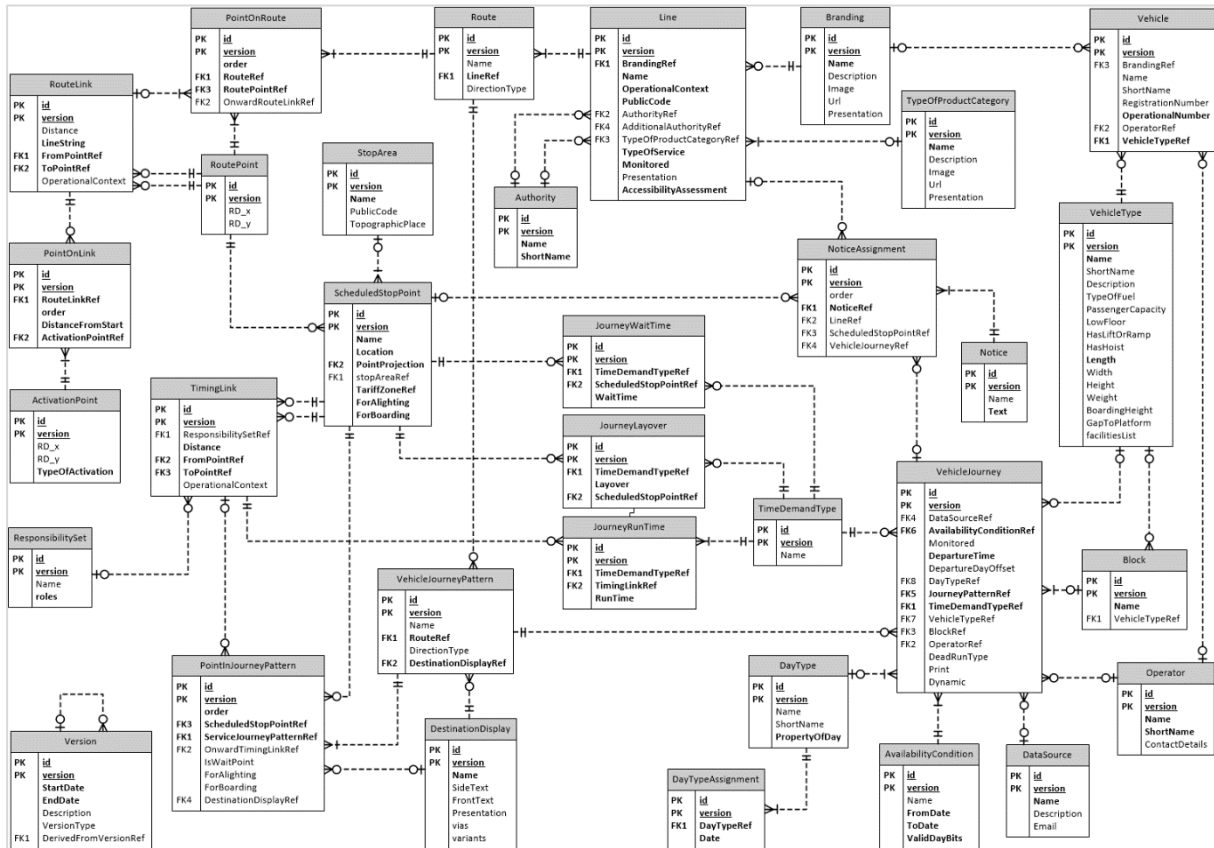 PointOnRoute
PK id
PK version
order
FK1 RouteRef
FK3 RoutePointRef
FK2 OnwardRouteLinkRef
Route
PK id
PK version
Name
FK1 LineRef
DirectionType
Line
PK id
PK version
FK1 BrandingRef
Name
OperationalContext
PublicCode
FK2 AuthorityRef
FK4 AdditionalAuthorityRef
FK3 TypeOfProductCategoryRef
TypeOfService
Monitored
Presentation
AccessibilityAssessment
Branding
PK id
PK version
Name
Description
Image
Url
Presentation
Vehicle
PK id
PK version
FK3 BrandingRef
Name
ShortName
RegistrationNumber
OperationalNumber
FK2 OperatorRef
FK1 VehicleTypeRef
RouteLink
PK id
PK version
Distance
LineString
FK1 FromPointRef
FK2 ToPointRef
OperationalContext
RoutePoint
PK id
PK version
RD_x
RD_y
StopArea
PK id
PK version
Name
PublicCode
TopographicPlace
Authority
PK id
PK version
Name
ShortName
TypeOfProductCategory
PK id
PK version
Name
Description
Image
Url
Presentation
VehicleType
PK id
PK version
Name
ShortName
Description
TypeOfFuel
PassengerCapacity
LowFloor
HasLiftOrRamp
HasHoist
Length
Width
Height
Weight
BoardingHeight
GapToPlatform
facilitiesList
PointOnLink
PK id
PK version
FK1 RouteLinkRef
order
DistanceFromStart
FK2 ActivationPointRef
NoticeAssignment
PK id
PK version
order
FK1 NoticeRef
FK2 LineRef
FK3 ScheduledStopPointRef
FK4 VehicleJourneyRef
ScheduledStopPoint
PK id
PK version
Name
Location
FK2 PointProjection
FK1 stopAreaRef
TariffZoneRef
ForAlighting
ForBoarding
JourneyWaitTime
PK id
PK version
FK1 TimeDemandTypeRef
FK2 ScheduledStopPointRef
WaitTime
Notice
PK id
PK version
Name
Text
ActivationPoint
PK id
PK version
RD_x
RD_y
TypeOfActivation
TimingLink
PK id
PK version
FK1 ResponsibilitySetRef
Distance
FK2 FromPointRef
FK3 ToPointRef
OperationalContext
JourneyLayover
PK id
PK version
FK1 TimeDemandTypeRef
Layover
FK2 ScheduledStopPointRef
JourneyRunTime
PK id
PK version
FK1 TimeDemandTypeRef
FK2 TimingLinkRef
RunTime
TimeDemandType
PK id
PK version
Name
VehicleJourney
PK id
PK version
FK4 DataSourceRef
FK6 AvailabilityConditionRef
Monitored
DepartureTime
DepartureDayOffset
FK8 DayTypeRef
FK5 JourneyPatternRef
FK1 TimeDemandTypeRef
FK7 VehicleTypeRef
FK3 BlockRef
FK2 OperatorRef
DeadRunType
Print
Dynamic
ResponsibilitySet
PK id
PK version
Name
roles
Block
PK id
PK version
Name
FK1 VehicleTypeRef
VehicleJourneyPattern
PK id
PK version
Name
FK1 RouteRef
DirectionType
FK2 DestinationDisplayRef
PointInJourneyPattern
PK id
PK version
order
FK3 ScheduledStopPointRef
FK1 ServiceJourneyPatternRef
FK2 OnwardTimingLinkRef
IsWaitPoint
ForAlighting
ForBoarding
FK4 DestinationDisplayRef
DayType
PK id
PK version
Name
ShortName
PropertyOfDay
Operator
PK id
PK version
Name
ShortName
ContactDetails
Version
PK id
PK version
StartDate
EndDate
Description
VersionType
FK1 DerivedFromVersionRef
DestinationDisplay
PK id
PK version
Name
SideText
FrontText
Presentation
vias
variants
DayTypeAssignment
PK id
PK version
FK1 DayTypeRef
Date
AvailabilityCondition
PK id
PK version
Name
FromDate
ToDate
ValidDayBits
DataSource
PK id
PK version
Name
Description
Email